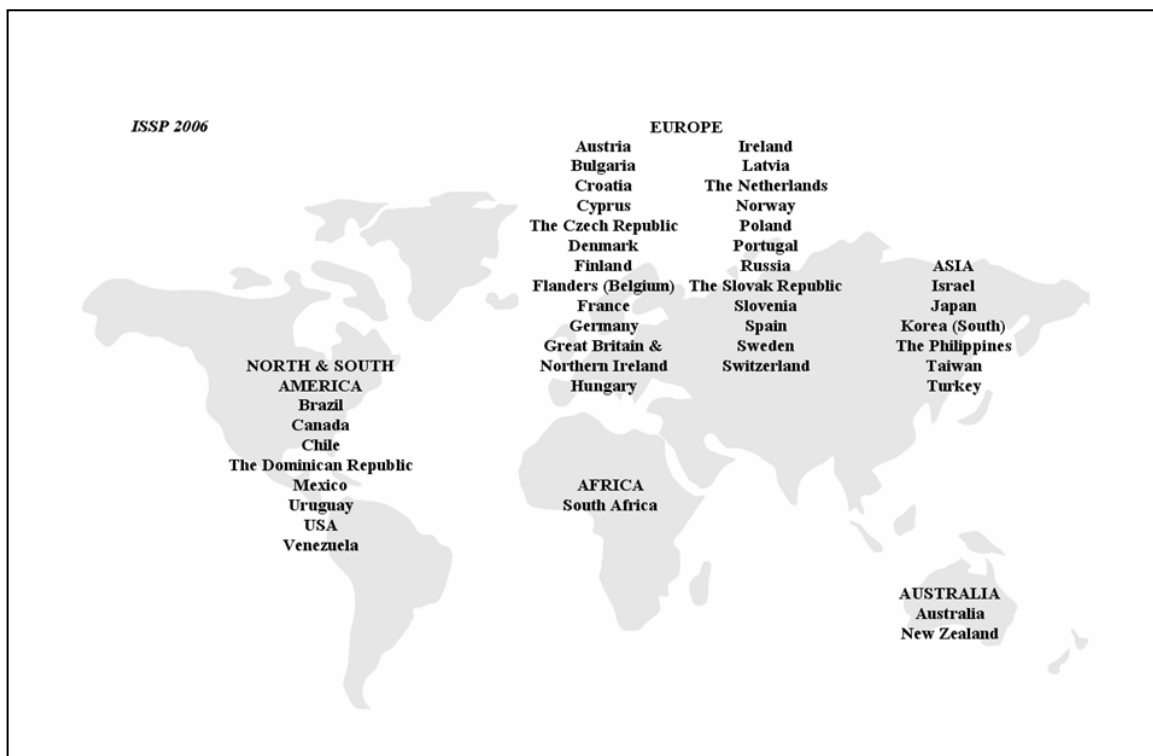 ISSP 2006
EUROPE
Austria
Bulgaria
Croatia
Cyprus
The Czech Republic
Denmark
Finland
Flanders (Belgium)
France
Germany
Great Britain &
Northern Ireland
Hungary
Ireland
Latvia
The Netherlands
Norway
Poland
Portugal
Russia
The Slovak Republic
Slovenia
Spain
Sweden
Switzerland
ASIA
Israel
Japan
Korea (South)
The Philippines
Taiwan
Turkey
NORTH & SOUTH
AMERICA
Brazil
Canada
Chile
The Dominican Republic
Mexico
Uruguay
USA
Venezuela
AFRICA
South Africa
AUSTRALIA
Australia
New Zealand